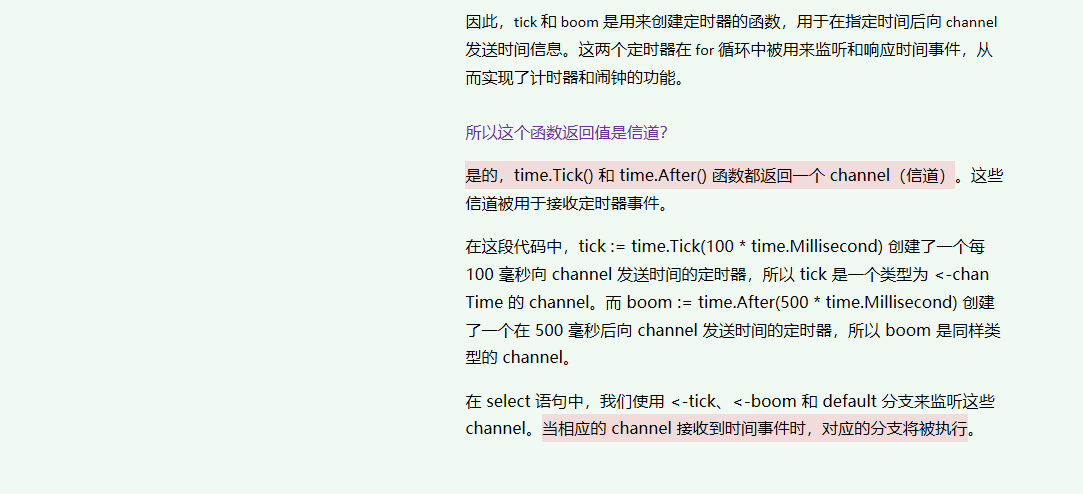 因此，tick 和 boom 是用来创建定时器的函数，用于在指定时间后向 channel
发送时间信息。这两个定时器在 for 循环中被用来监听和响应时间事件，从
而实现了计时器和闹钟的功能。
所以这个函数返回值是信道？
是的，time.Tick() 和 time.After() 函数都返回一个 channel（信道）。这些
信道被用于接收定时器事件。
在这段代码中，tick := time.Tick(100 * time.Millisecond) 创建了一个每
100 毫秒向 channel 发送时间的定时器，所以 tick 是一个类型为 <-chan
Time 的 channel。而 boom := time.After(500 * time.Millisecond) 创建
了一个在 500 毫秒后向 channel 发送时间的定时器，所以 boom 是同样类
型的 channel。
在 select 语句中，我们使用 <-tick、<-boom 和 default 分支来监听这些
channel。当相应的 channel 接收到时间事件时，对应的分支将被执行。